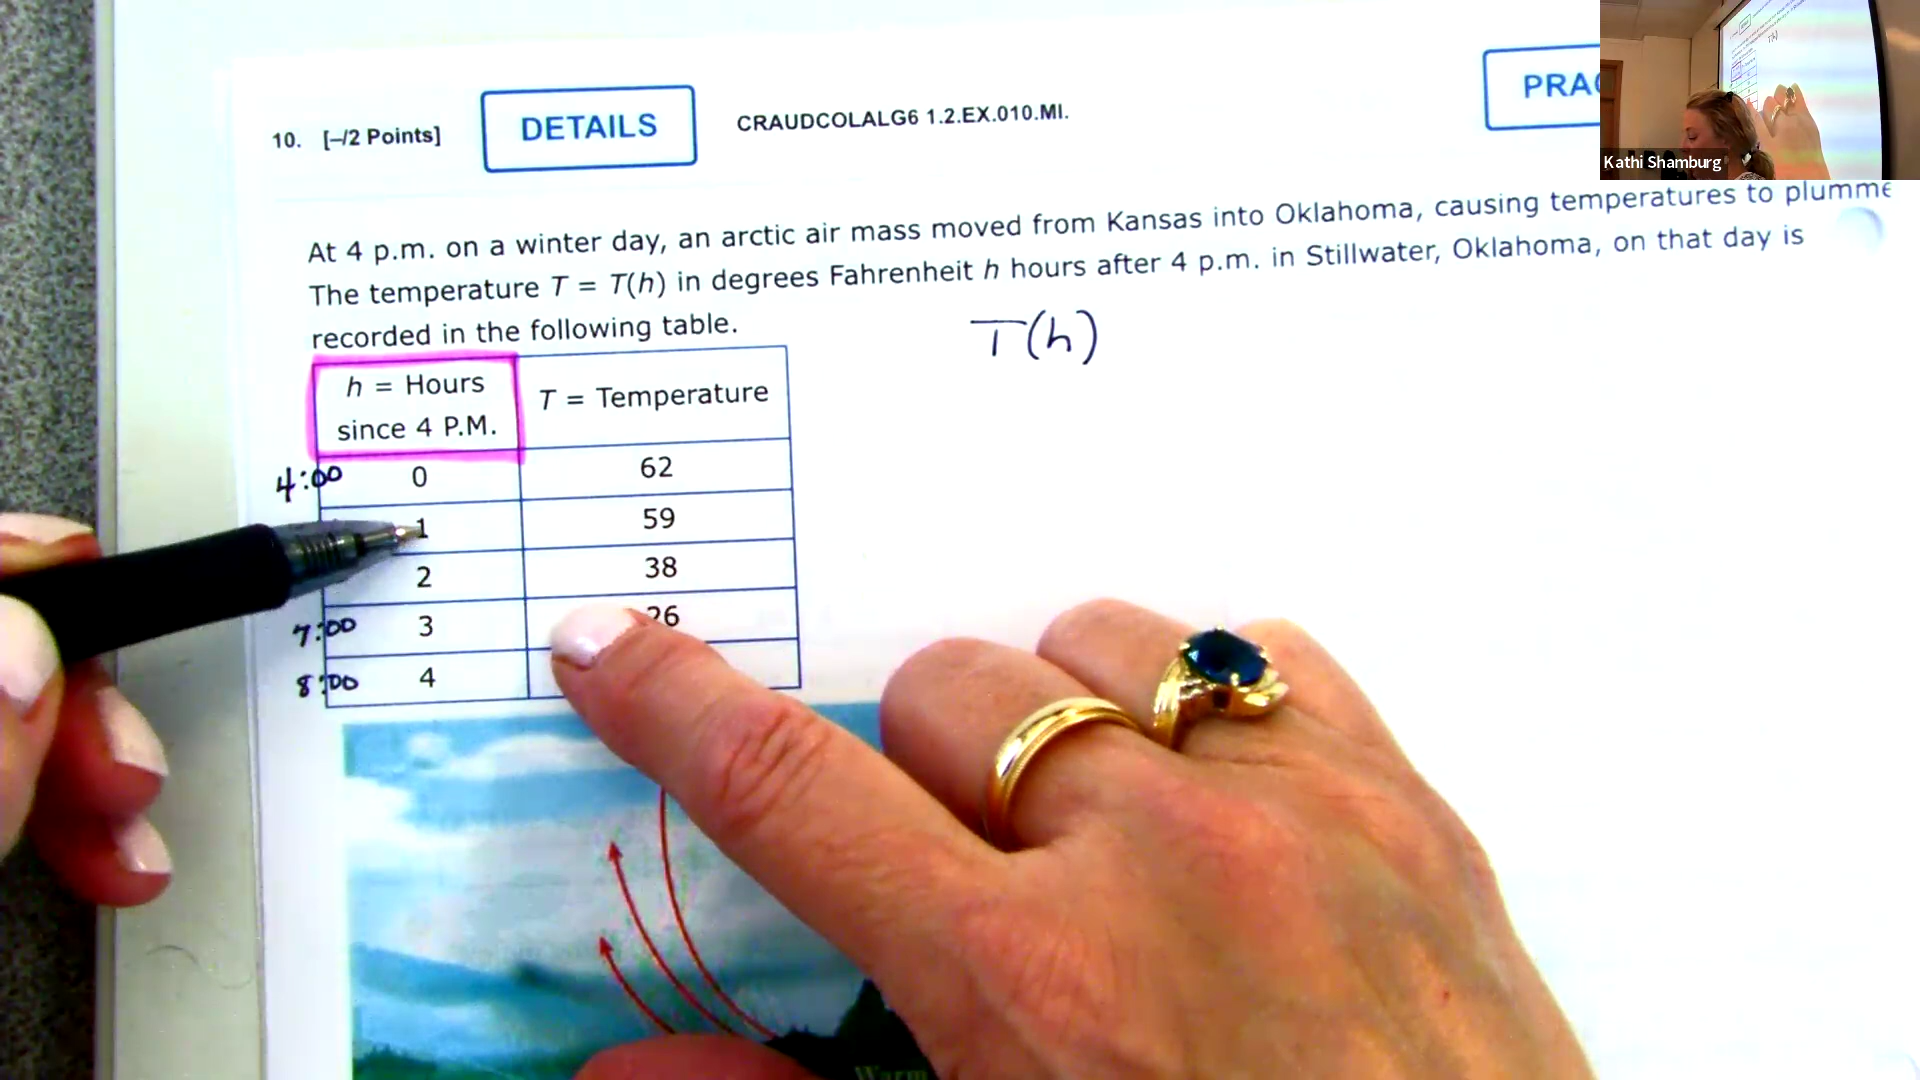 10. [–/2 Points] DETAILS CRAUDCOLALG6 1.2.EX.010.MI.
Kathi Shamburg
At 4 p.m. on a winter day, an arctic air mass moved from Kansas into Oklahoma, causing temperatures to
The temperature T = T(h) in degrees Fahrenheit h hours after 4 p.m. in Stillwater, Oklahoma, on that day is
recorded in the following table.
T(h)
h = Hours
since 4 P.M.
T = Temperature
4:00 0 62
1 59
2 38
7:00 3 26
8:00 4
Warm